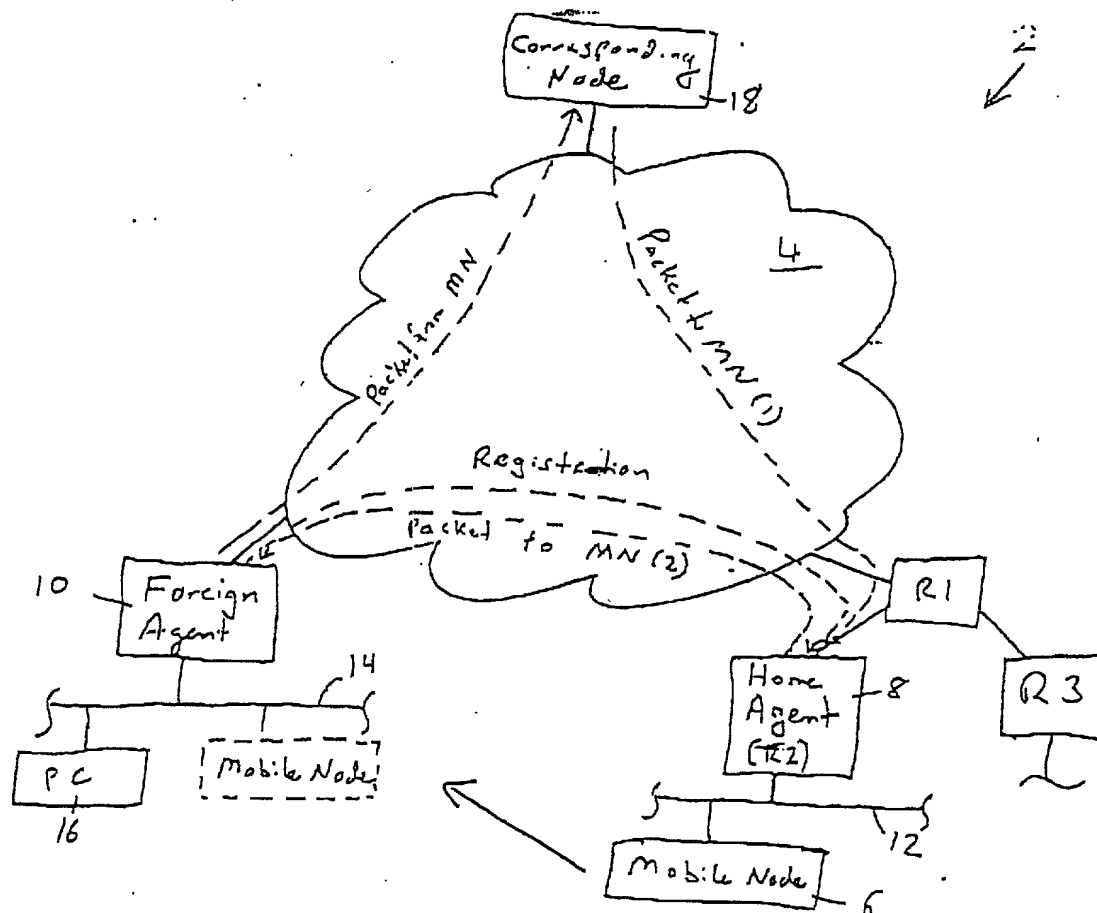 Corresponding
Node
18
2
4
Packet from MN
Packet to MN (1)
Registration
Packet to MN (2)
10
Foreign
Agent
R1
14
Home
Agent
(R2)
8
R3
PC
16
Mobile Node
12
Mobile Node
6